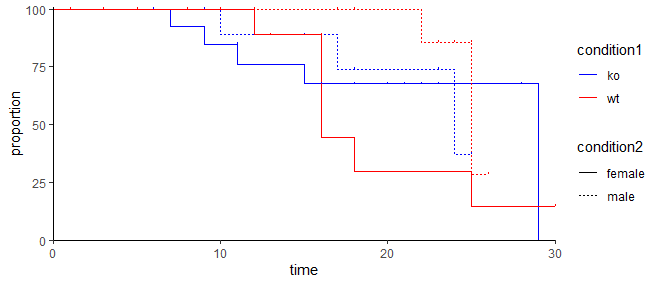 100
75
50
25
0
proportion
0
10
20
30
time
condition1
ko
wt
condition2
female
male